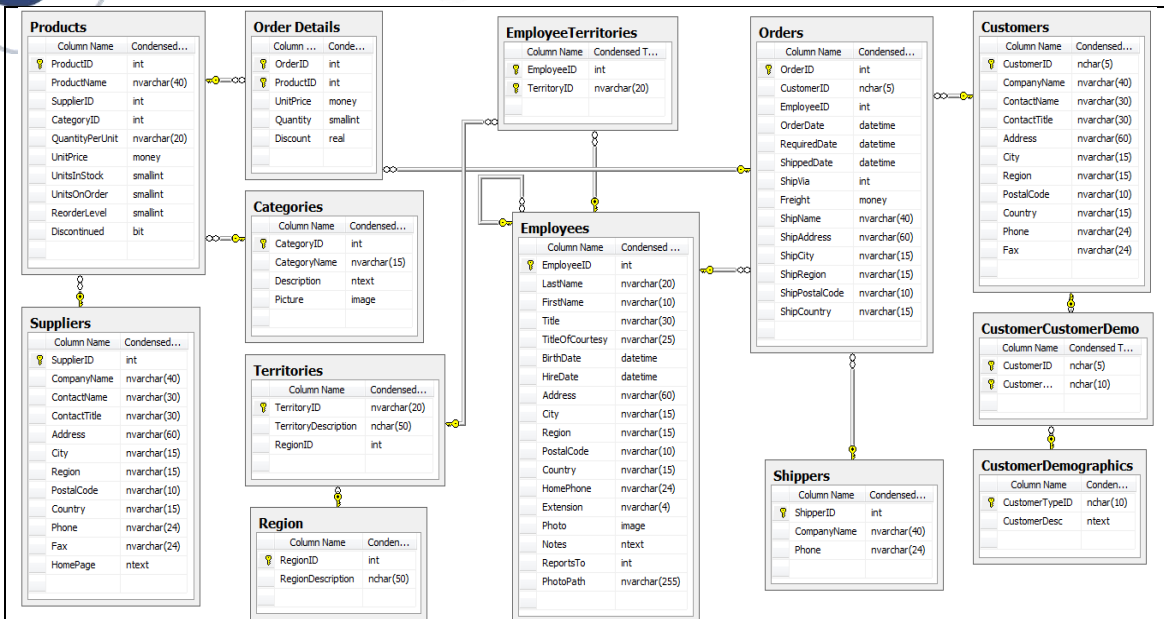 Products
Column Name Condensed...
ProductID int
ProductName nvarchar(40)
SupplierID int
CategoryID int
QuantityPerUnit nvarchar(20)
UnitPrice money
UnitsInStock smallint
UnitsOnOrder smallint
ReorderLevel smallint
Discontinued bit
Order Details
Column ... Conde...
OrderID int
ProductID int
UnitPrice money
Quantity smallint
Discount real
EmployeeTerritories
Column Name Condensed T...
EmployeeID int
TerritoryID nvarchar(20)
Orders
Column Name Condensed...
OrderID int
CustomerID nchar(5)
EmployeeID int
OrderDate datetime
RequiredDate datetime
ShippedDate datetime
ShipVia int
Freight money
ShipName nvarchar(40)
ShipAddress nvarchar(60)
ShipCity nvarchar(15)
ShipRegion nvarchar(15)
ShipPostalCode nvarchar(10)
ShipCountry nvarchar(15)
Customers
Column Name Condensed...
CustomerID nchar(5)
CompanyName nvarchar(40)
ContactName nvarchar(30)
ContactTitle nvarchar(30)
Address nvarchar(60)
City nvarchar(15)
Region nvarchar(15)
PostalCode nvarchar(10)
Country nvarchar(15)
Phone nvarchar(24)
Fax nvarchar(24)
Categories
Column Name Condensed...
CategoryID int
CategoryName nvarchar(15)
Description ntext
Picture image
Employees
Column Name Condensed ...
EmployeeID int
LastName nvarchar(20)
FirstName nvarchar(10)
Title nvarchar(30)
TitleOfCourtesy nvarchar(25)
BirthDate datetime
HireDate datetime
Address nvarchar(60)
City nvarchar(15)
Region nvarchar(15)
PostalCode nvarchar(10)
Country nvarchar(15)
HomePhone nvarchar(24)
Extension nvarchar(4)
Photo image
Notes ntext
ReportsTo int
PhotoPath nvarchar(255)
Suppliers
Column Name Condensed...
SupplierID int
CompanyName nvarchar(40)
ContactName nvarchar(30)
ContactTitle nvarchar(30)
Address nvarchar(60)
City nvarchar(15)
Region nvarchar(15)
PostalCode nvarchar(10)
Country nvarchar(15)
Phone nvarchar(24)
Fax nvarchar(24)
HomePage ntext
Territories
Column Name Condensed...
TerritoryID nvarchar(20)
TerritoryDescription nchar(50)
RegionID int
Region
Column Name Conden...
RegionID int
RegionDescription nchar(50)
Shippers
Column Name Condensed...
ShipperID int
CompanyName nvarchar(40)
Phone nvarchar(24)
CustomerCustomerDemo
Column Name Condensed T...
CustomerID nchar(5)
Customer... nchar(10)
CustomerDemographics
Column Name Conden...
CustomerTypeID nchar(10)
CustomerDesc ntext